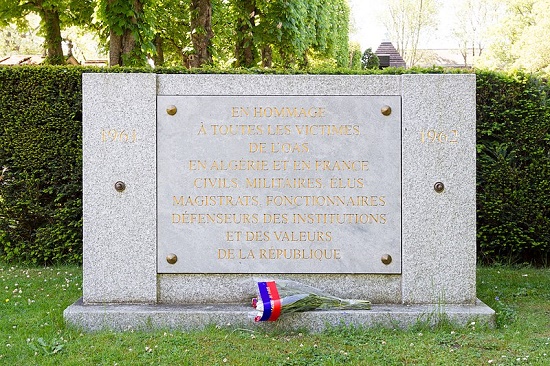 1961
1962
EN HOMMAGE
À TOUTES LES VICTIMES
DE L'OAS
EN ALGÉRIE ET EN FRANCE
CIVILS, MILITAIRES, ÉLUS
MAGISTRATS, FONCTIONNAIRES
DÉFENSEURS DES INSTITUTIONS
ET DES VALEURS
DE LA RÉPUBLIQUE